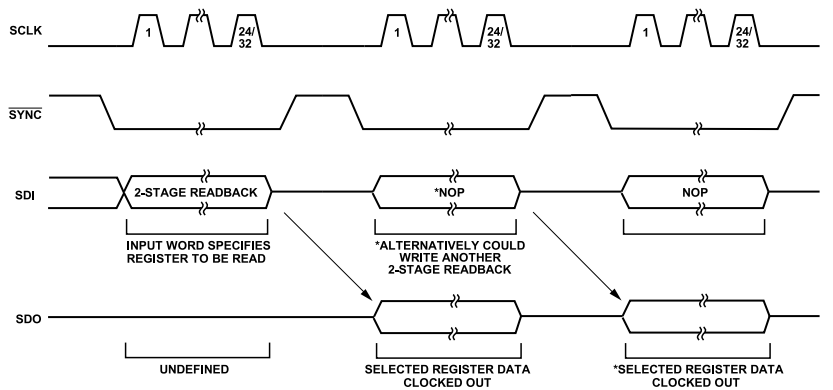 SCLK
1
24/
32
1
24/
32
1
24/
32
SYNC
SDI
2-STAGE READBACK
*NOP
NOP
INPUT WORD SPECIFIES
REGISTER TO BE READ
*ALTERNATIVELY COULD
WRITE ANOTHER
2-STAGE READBACK
SDO
UNDEFINED
SELECTED REGISTER DATA
CLOCKED OUT
*SELECTED REGISTER DATA
CLOCKED OUT